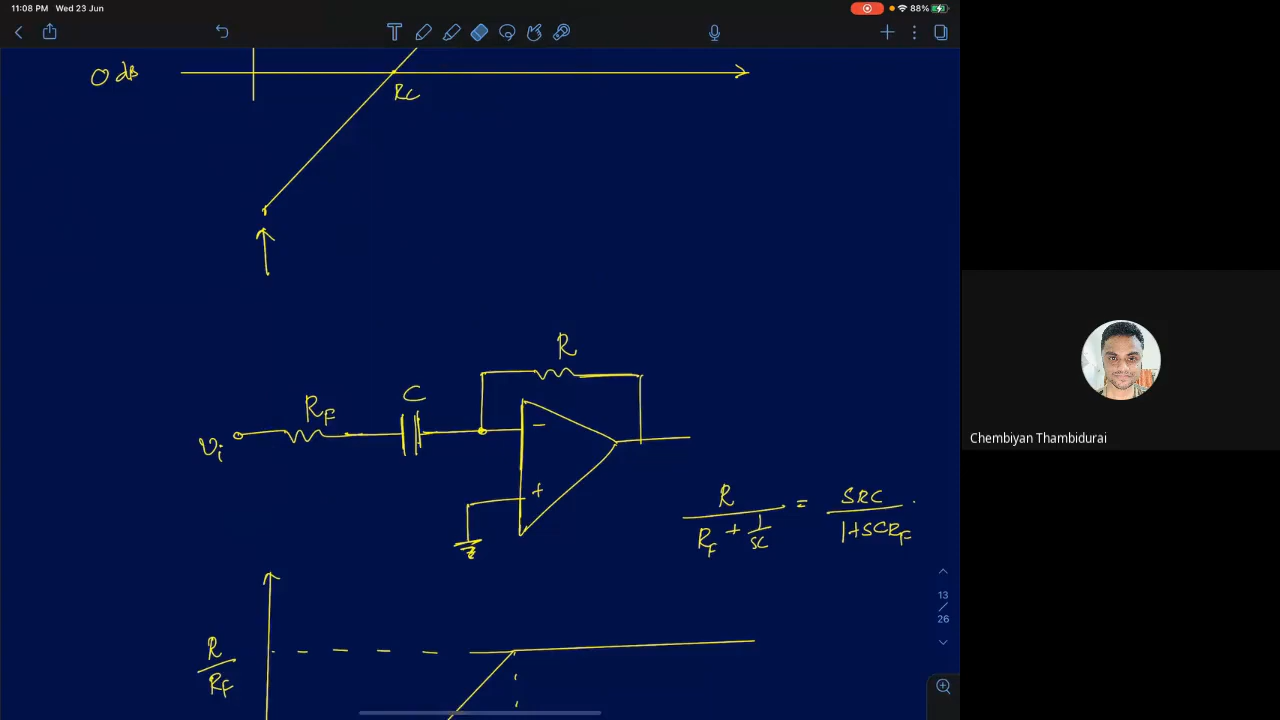 11:08 PM Wed 23 Jun
88%
T
0 dB
RC
R
C
RF
vi
-
+
R / (RF + 1/SC) = SRC / (1+SCRF)
13 / 26
R / RF
Chembiyan Thambidurai